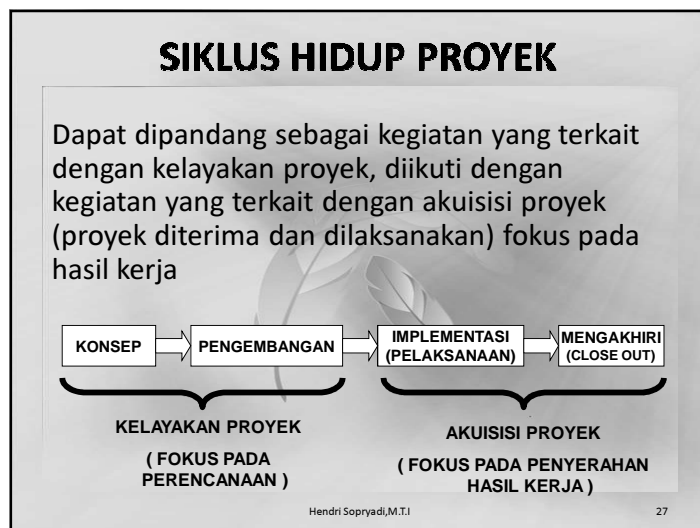 SIKLUS HIDUP PROYEK
Dapat dipandang sebagai kegiatan yang terkait
dengan kelayakan proyek, diikuti dengan
kegiatan yang terkait dengan akuisisi proyek
(proyek diterima dan dilaksanakan) fokus pada
hasil kerja
KONSEP
PENGEMBANGAN
IMPLEMENTASI
(PELAKSANAAN)
MENGAKHIRI
(CLOSE OUT)
KELAYAKAN PROYEK
( FOKUS PADA
PERENCANAAN )
AKUISISI PROYEK
( FOKUS PADA PENYERAHAN
HASIL KERJA )
Hendri Sopryadi,M.T.I
27